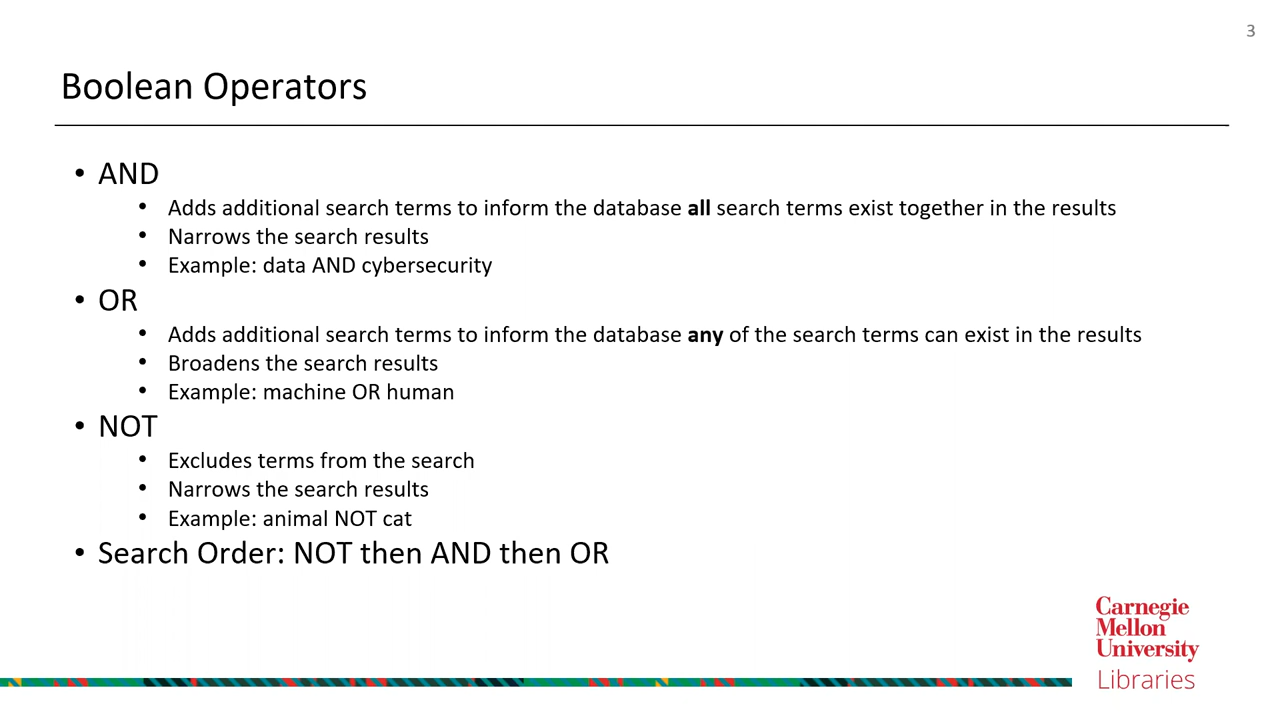 3
Boolean Operators
• AND
• Adds additional search terms to inform the database all search terms exist together in the results
• Narrows the search results
• Example: data AND cybersecurity
• OR
• Adds additional search terms to inform the database any of the search terms can exist in the results
• Broadens the search results
• Example: machine OR human
• NOT
• Excludes terms from the search
• Narrows the search results
• Example: animal NOT cat
• Search Order: NOT then AND then OR
Carnegie
Mellon
University
Libraries